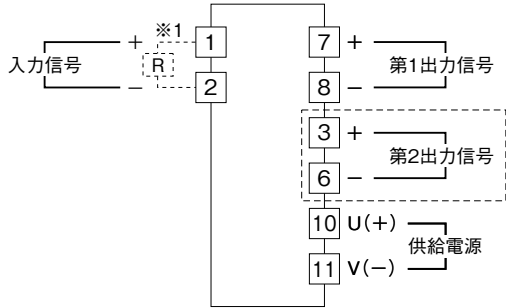 ※1
+ 1
入力信号 R
− 2
7 +
第1出力信号
8 −
3 +
第2出力信号
6 −
10 U(+)
供給電源
11 V(−)